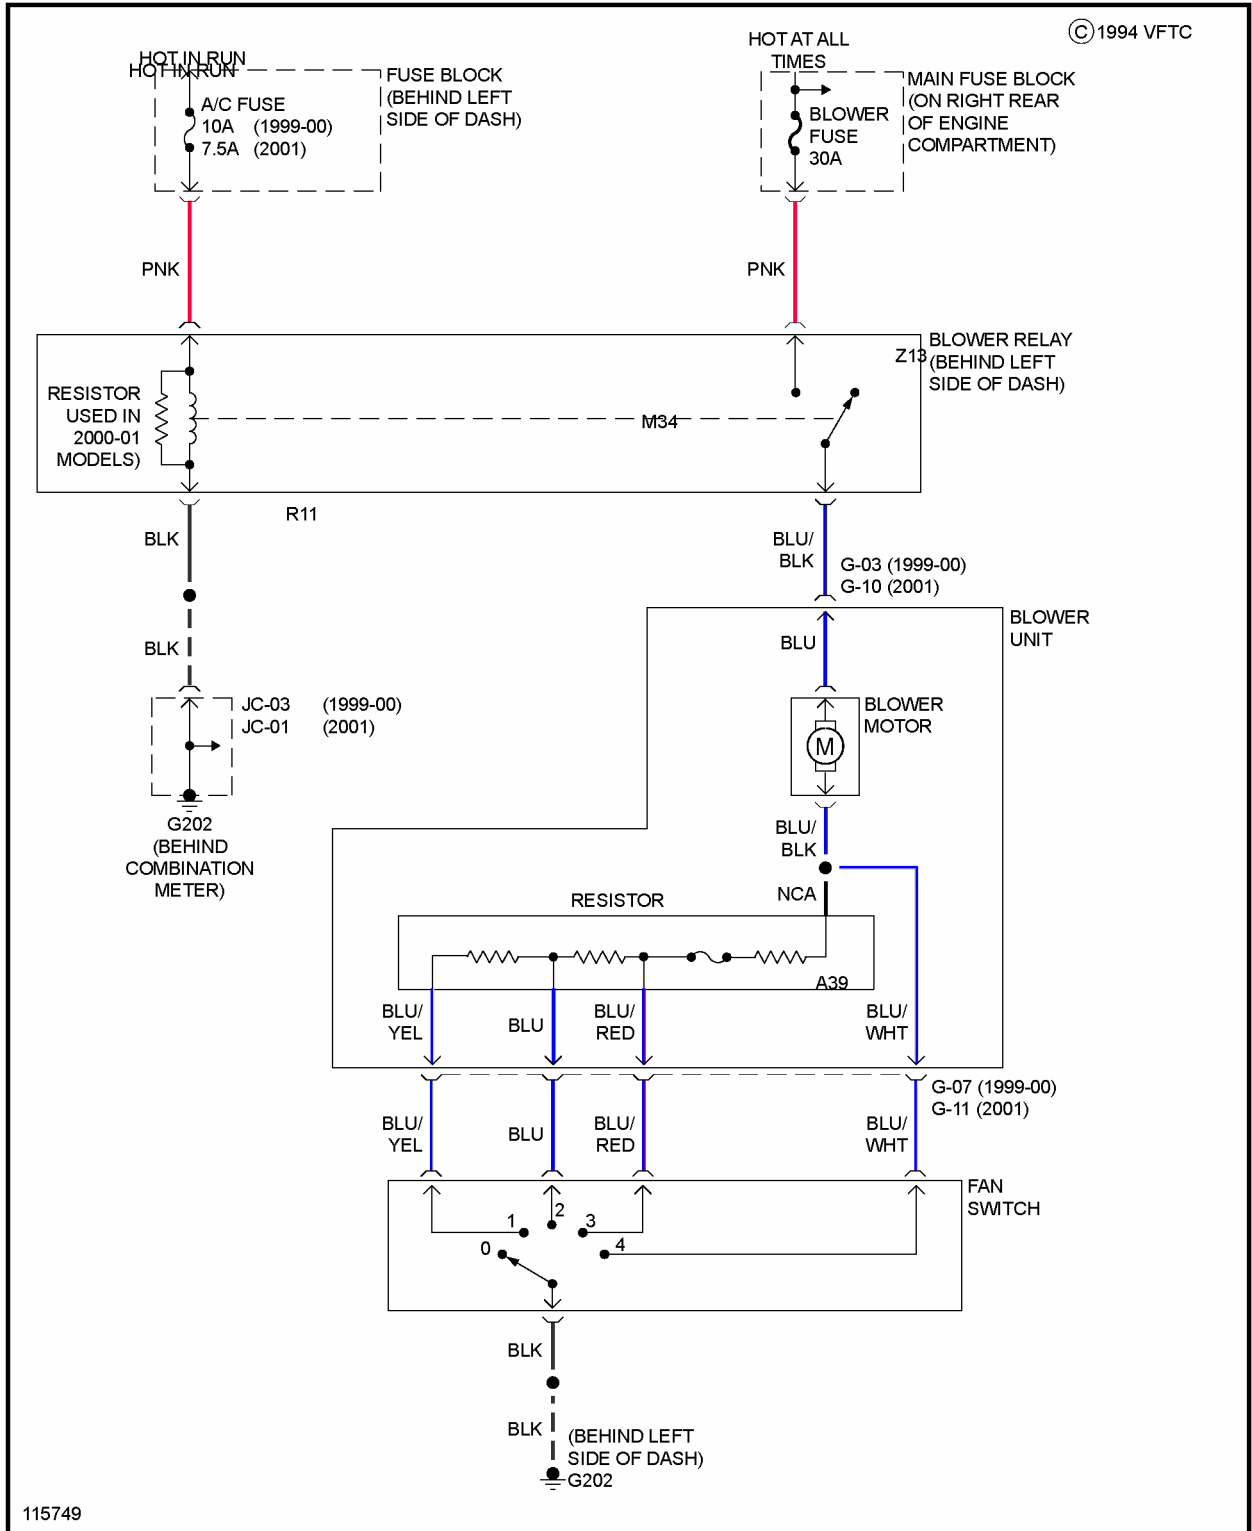 © 1994 VFTC
HOT IN RUN
HOT IN RUN
A/C FUSE
10A (1999-00)
7.5A (2001)
FUSE BLOCK
(BEHIND LEFT
SIDE OF DASH)
HOT AT ALL
TIMES
BLOWER
FUSE
30A
MAIN FUSE BLOCK
(ON RIGHT REAR
OF ENGINE
COMPARTMENT)
PNK
PNK
RESISTOR
USED IN
2000-01
MODELS)
M34
Z13
BLOWER RELAY
(BEHIND LEFT
SIDE OF DASH)
R11
BLK
BLU/
BLK
G-03 (1999-00)
G-10 (2001)
BLK
BLU
BLOWER
UNIT
JC-03 (1999-00)
JC-01 (2001)
BLOWER
MOTOR
M
G202
(BEHIND
COMBINATION
METER)
BLU/
BLK
NCA
RESISTOR
A39
BLU/
YEL
BLU
BLU/
RED
BLU/
WHT
G-07 (1999-00)
G-11 (2001)
BLU/
YEL
BLU
BLU/
RED
BLU/
WHT
FAN
SWITCH
0
1
2
3
4
BLK
BLK
(BEHIND LEFT
SIDE OF DASH)
G202
115749